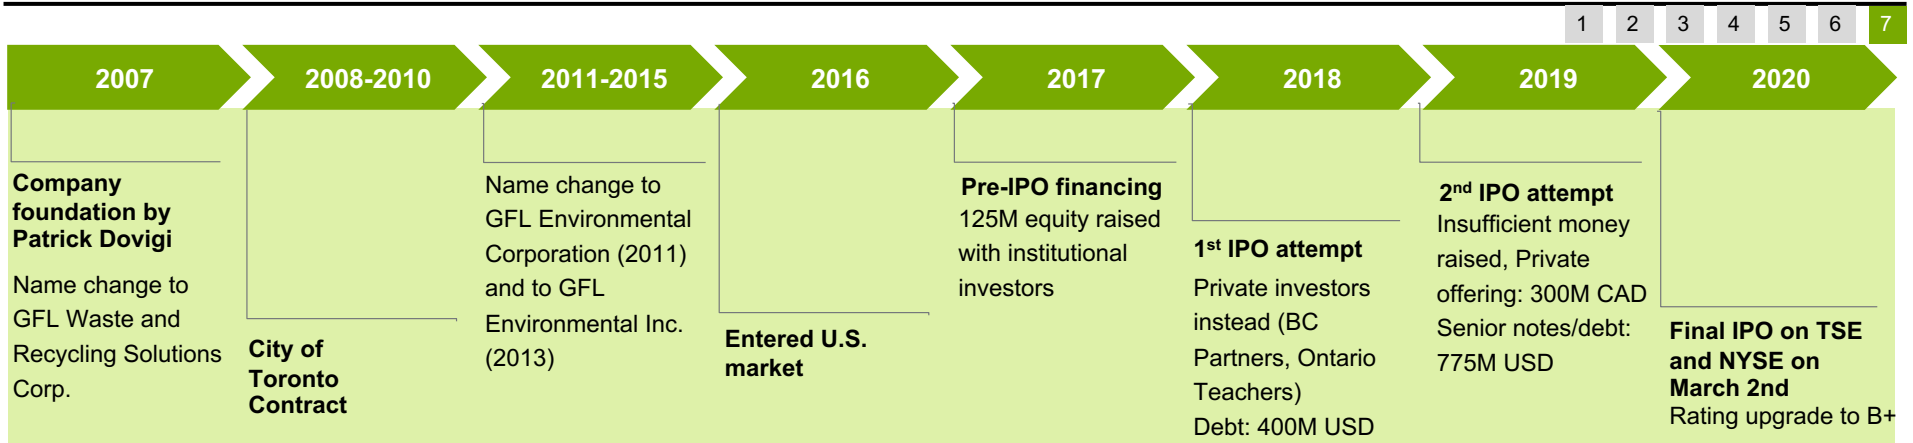 1 2 3 4 5 6 7
2007
2008-2010
2011-2015
2016
2017
2018
2019
2020
Company
foundation by
Patrick Dovigi
Name change to
GFL Waste and
Recycling Solutions
Corp.
City of
Toronto
Contract
Name change to
GFL Environmental
Corporation (2011)
and to GFL
Environmental Inc.
(2013)
Entered U.S.
market
Pre-IPO financing
125M equity raised
with institutional
investors
1st IPO attempt
Private investors
instead (BC
Partners, Ontario
Teachers)
Debt: 400M USD
2nd IPO attempt
Insufficient money
raised, Private
offering: 300M CAD
Senior notes/debt:
775M USD
Final IPO on TSE
and NYSE on
March 2nd
Rating upgrade to B+